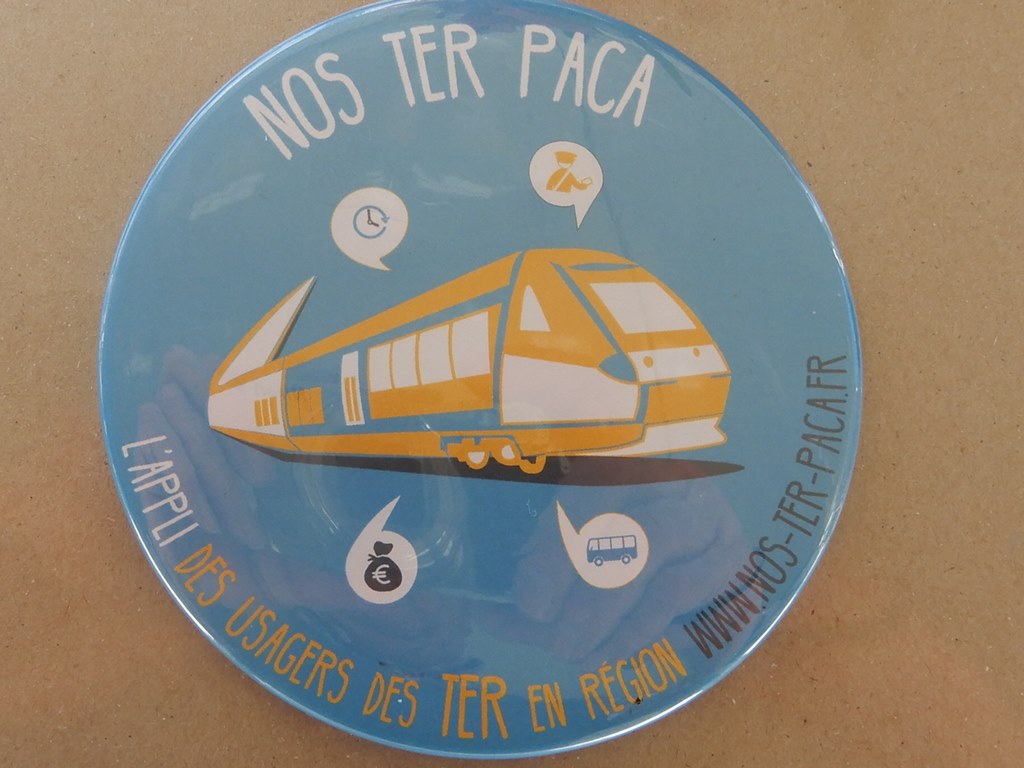 NOS TER PACA
€
L'APPLI DES USAGERS DES TER EN RÉGION
WWW.NOS-TER-PACA.FR